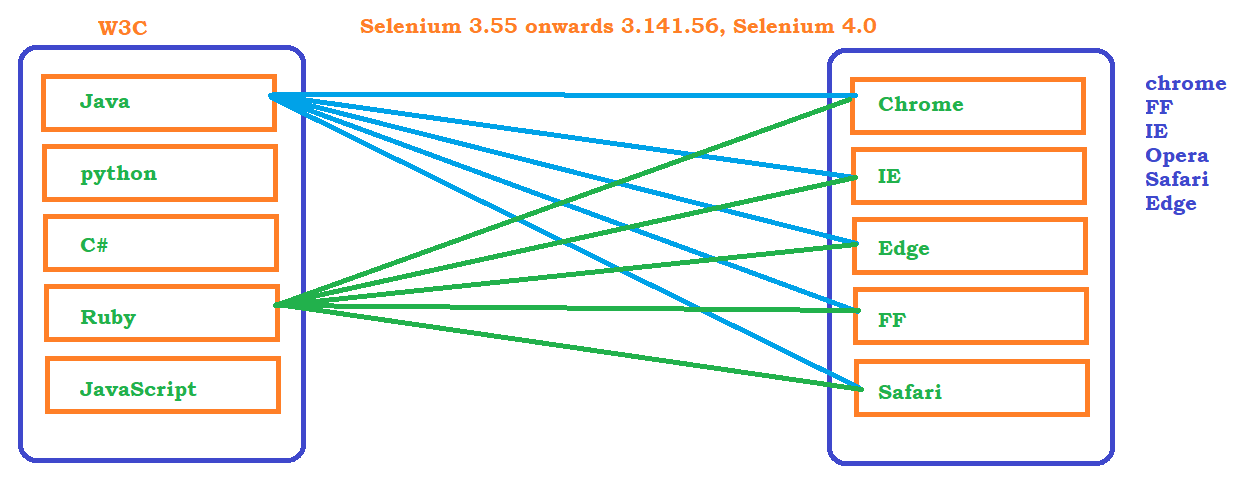 W3C
Selenium 3.55 onwards 3.141.56, Selenium 4.0
Java
python
C#
Ruby
JavaScript
Chrome
IE
Edge
FF
Safari
chrome
FF
IE
Opera
Safari
Edge